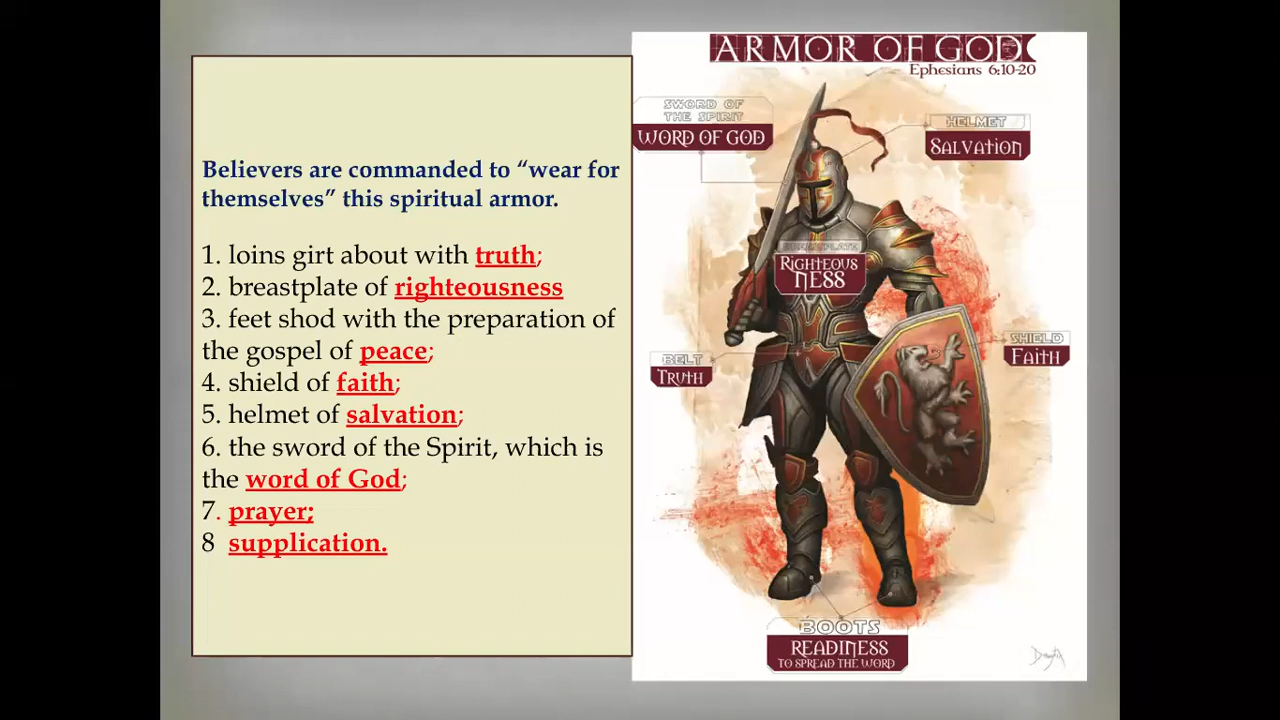 Believers are commanded to “wear for
themselves” this spiritual armor.
1. loins girt about with truth;
2. breastplate of righteousness
3. feet shod with the preparation of
the gospel of peace;
4. shield of faith;
5. helmet of salvation;
6. the sword of the Spirit, which is
the word of God;
7. prayer;
8 supplication.
ARMOR OF GOD
Ephesians 6:10-20
SWORD OF
THE SPIRIT
WORD OF GOD
HELMET
SALVATION
BREASTPLATE
RIGHTEOUS
NESS
BELT
TRUTH
SHIELD
FAITH
BOOTS
READINESS
TO SPREAD THE WORD